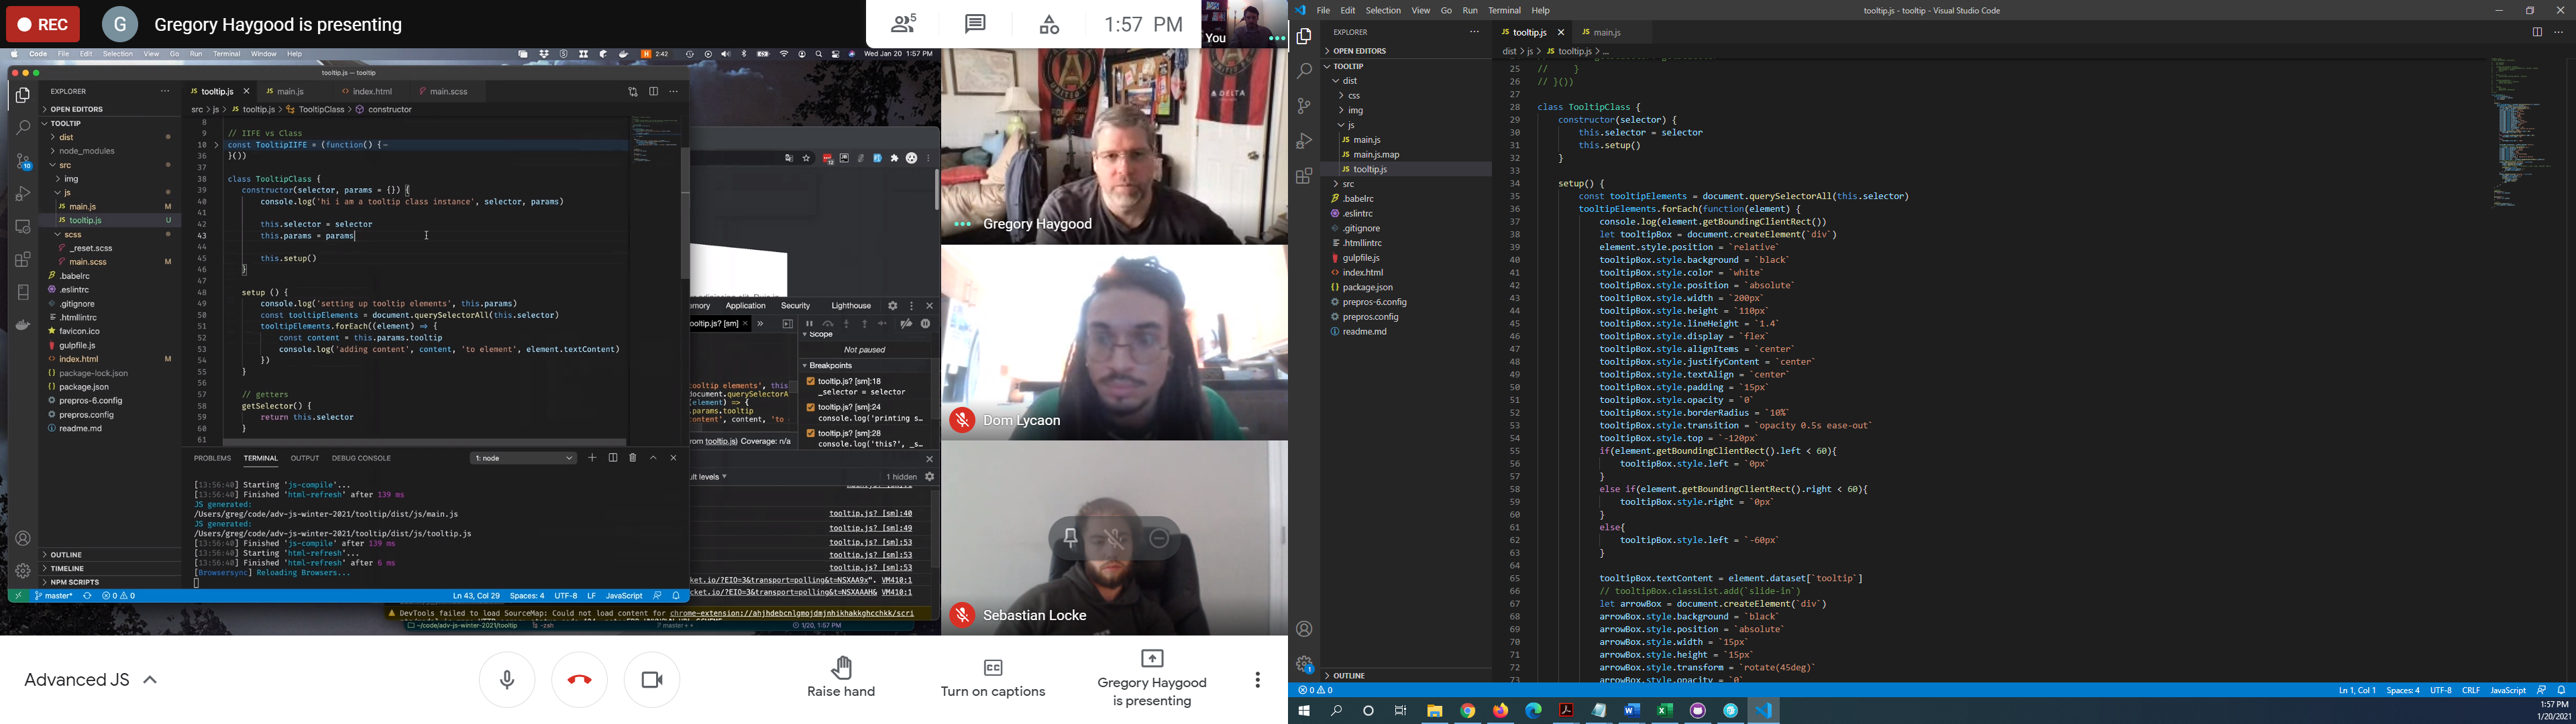 REC
G
Gregory Haygood is presenting
5
1:57 PM
You
Code File Edit Selection View Go Run Terminal Window Help
2:42
Wed Jan 20 1:57 PM
tooltip.js — tooltip
EXPLORER
OPEN EDITORS
TOOLTIP
dist
node_modules
src
img
js
main.js M
tooltip.js U
scss
_reset.scss
main.scss M
.babelrc
.eslintrc
.gitignore
.htmllintrc
favicon.ico
gulpfile.js
index.html M
package-lock.json
package.json
prepros-6.config
prepros.config
readme.md
OUTLINE
TIMELINE
NPM SCRIPTS
tooltip.js main.js index.html main.scss
src > js > tooltip.js > TooltipClass > constructor
8
9 // IIFE vs Class
10 const TooltipIIFE = (function() {
36 }())
37
38 class TooltipClass {
39 constructor(selector, params = {}) {
40 console.log('hi i am a tooltip class instance', selector, params)
41
42 this.selector = selector
43 this.params = params
44
45 this.setup()
46 }
47
48 setup () {
49 console.log('setting up tooltip elements', this.params)
50 const tooltipElements = document.querySelectorAll(this.selector)
51 tooltipElements.forEach((element) => {
52 const content = this.params.tooltip
53 console.log('adding content', content, 'to element', element.textContent)
54 })
55 }
56
57 // getters
58 getSelector() {
59 return this.selector
60 }
61
PROBLEMS TERMINAL OUTPUT DEBUG CONSOLE 1: node
[13:56:40] Starting 'js-compile'...
[13:56:40] Finished 'html-refresh' after 139 ms
JS generated:
/Users/greg/code/adv-js-winter-2021/tooltip/dist/js/main.js
JS generated:
/Users/greg/code/adv-js-winter-2021/tooltip/dist/js/tooltip.js
[13:56:40] Finished 'js-compile' after 139 ms
[13:56:40] Starting 'html-refresh'...
[13:56:40] Finished 'html-refresh' after 6 ms
[Browsersync] Reloading Browsers...
master* 0 0 Ln 43, Col 29 Spaces: 4 UTF-8 LF JavaScript
Application Security Lighthouse
ooltip.js? [sm]
Scope
Not paused
Breakpoints
tooltip.js? [sm]:18
_selector = selector
tooltip.js? [sm]:24
console.log('printing s…
tooltip.js? [sm]:28
console.log('this?', _s…
ooltip elements', this
document.querySelectorA
(element) => {
params.tooltip
ontent', content, 'to
rom tooltip.js) Coverage: n/a
ult levels 1 hidden
tooltip.js? [sm]:40
tooltip.js? [sm]:49
tooltip.js? [sm]:53
tooltip.js? [sm]:53
tooltip.js? [sm]:53
VM410:1
VM410:1
DevTools failed to load SourceMap: Could not load content for chrome-extension://ahjhdebcnlgmojdmjnhikhakkghcchkk/scri
~/code/adv-js-winter-2021/tooltip -zsh master 1/20, 1:57 PM
DELTA
Gregory Haygood
Dom Lycaon
Sebastian Locke
Advanced JS
Raise hand
Turn on captions
Gregory Haygood
is presenting
File Edit Selection View Go Run Terminal Help
tooltip.js - tooltip - Visual Studio Code
EXPLORER
OPEN EDITORS
TOOLTIP
dist
css
img
js
main.js
main.js.map
tooltip.js
src
.babelrc
.eslintrc
.gitignore
.htmllintrc
gulpfile.js
index.html
package.json
prepros-6.config
prepros.config
readme.md
OUTLINE
tooltip.js main.js
dist > js > tooltip.js > ...
25 // }
26 // }())
27
28 class TooltipClass {
29 constructor(selector) {
30 this.selector = selector
31 this.setup()
32 }
33
34 setup() {
35 const tooltipElements = document.querySelectorAll(this.selector)
36 tooltipElements.forEach(function(element) {
37 console.log(element.getBoundingClientRect())
38 let tooltipBox = document.createElement(`div`)
39 element.style.position = `relative`
40 tooltipBox.style.background = `black`
41 tooltipBox.style.color = `white`
42 tooltipBox.style.position = `absolute`
43 tooltipBox.style.width = `200px`
44 tooltipBox.style.height = `110px`
45 tooltipBox.style.lineHeight = `1.4`
46 tooltipBox.style.display = `flex`
47 tooltipBox.style.alignItems = `center`
48 tooltipBox.style.justifyContent = `center`
49 tooltipBox.style.textAlign = `center`
50 tooltipBox.style.padding = `15px`
51 tooltipBox.style.opacity = `0`
52 tooltipBox.style.borderRadius = `10%`
53 tooltipBox.style.transition = `opacity 0.5s ease-out`
54 tooltipBox.style.top = `-120px`
55 if(element.getBoundingClientRect().left < 60){
56 tooltipBox.style.left = `0px`
57 }
58 else if(element.getBoundingClientRect().right < 60){
59 tooltipBox.style.right = `0px`
60 }
61 else{
62 tooltipBox.style.left = `-60px`
63 }
64
65 tooltipBox.textContent = element.dataset[`tooltip`]
66 // tooltipBox.classList.add(`slide-in`)
67 let arrowBox = document.createElement(`div`)
68 arrowBox.style.background = `black`
69 arrowBox.style.position = `absolute`
70 arrowBox.style.width = `15px`
71 arrowBox.style.height = `15px`
72 arrowBox.style.transform = `rotate(45deg)`
73 arrowBox.style.opacity = `0`
0 0 Ln 1, Col 1 Spaces: 4 UTF-8 CRLF JavaScript
1:57 PM
1/20/2021